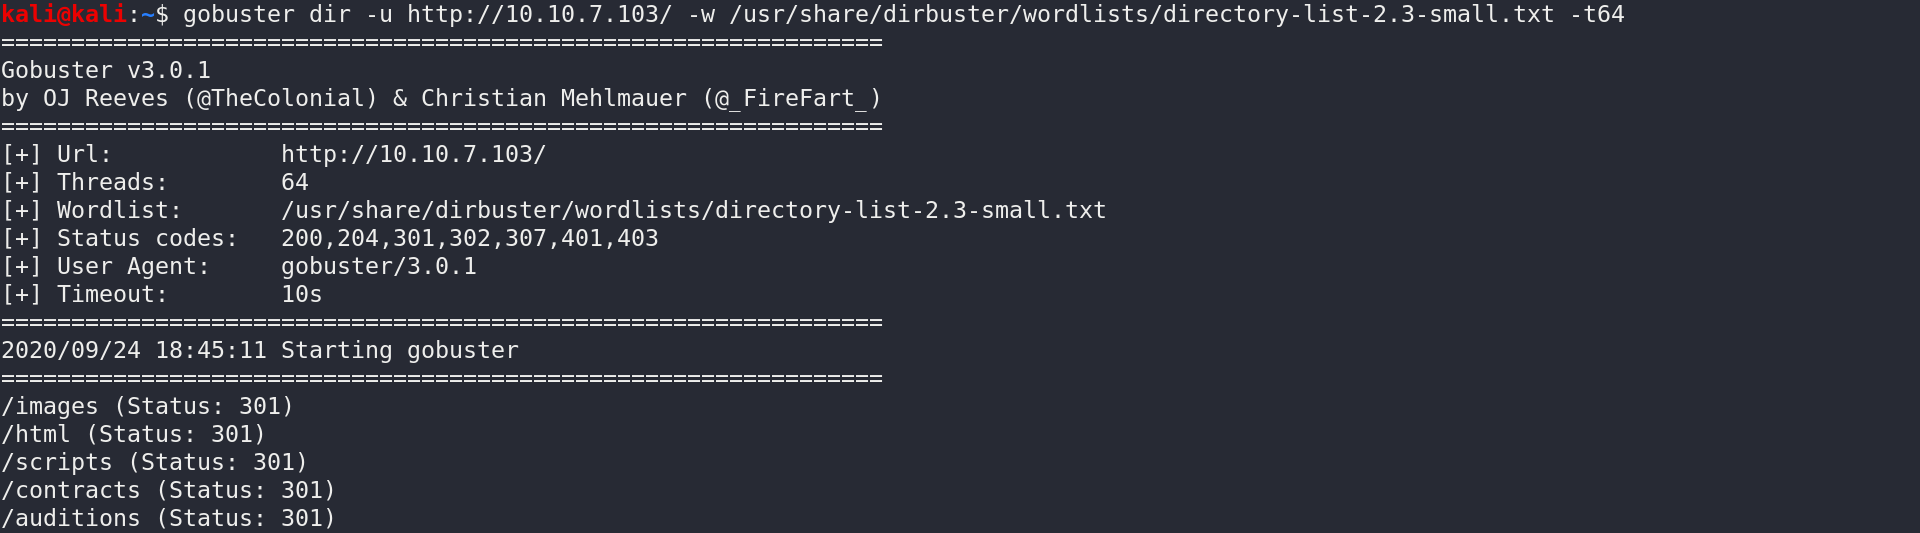 kali@kali:~$ gobuster dir -u http://10.10.7.103/ -w /usr/share/dirbuster/wordlists/directory-list-2.3-small.txt -t64
===============================================================
Gobuster v3.0.1
by OJ Reeves (@TheColonial) & Christian Mehlmauer (@_FireFart_)
===============================================================
[+] Url:            http://10.10.7.103/
[+] Threads:        64
[+] Wordlist:       /usr/share/dirbuster/wordlists/directory-list-2.3-small.txt
[+] Status codes:   200,204,301,302,307,401,403
[+] User Agent:     gobuster/3.0.1
[+] Timeout:        10s
===============================================================
2020/09/24 18:45:11 Starting gobuster
===============================================================
/images (Status: 301)
/html (Status: 301)
/scripts (Status: 301)
/contracts (Status: 301)
/auditions (Status: 301)